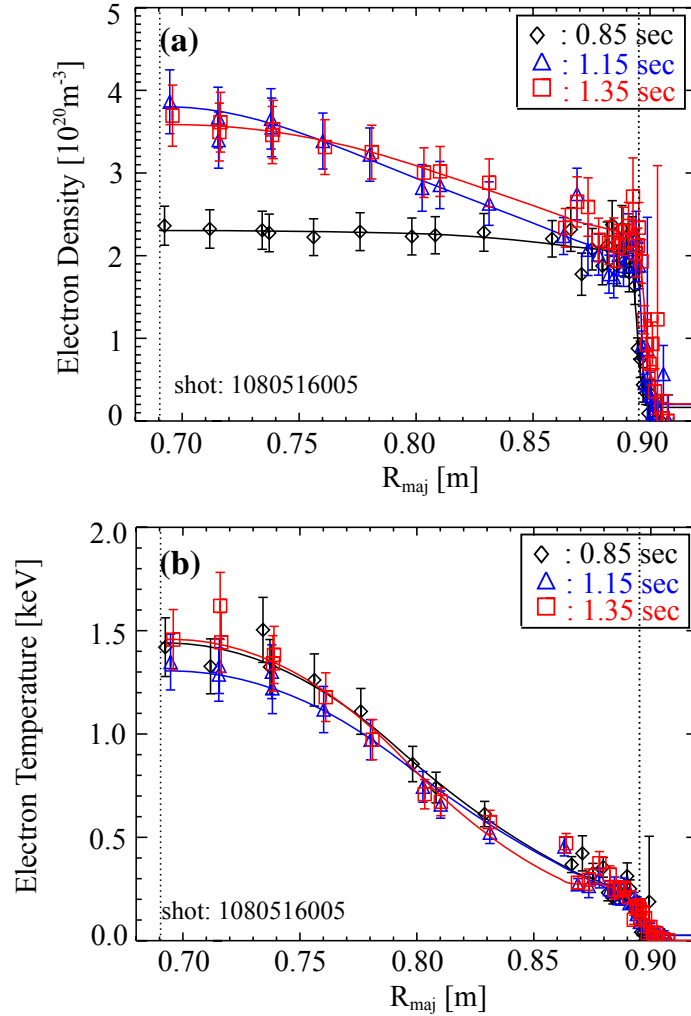 (a)
◇ : 0.85 sec
△ : 1.15 sec
□ : 1.35 sec
Electron Density [10²⁰m⁻³]
5
4
3
2
1
0
shot: 1080516005
0.70 0.75 0.80 0.85 0.90
R_maj [m]
(b)
◇ : 0.85 sec
△ : 1.15 sec
□ : 1.35 sec
Electron Temperature [keV]
2.0
1.5
1.0
0.5
0.0
shot: 1080516005
0.70 0.75 0.80 0.85 0.90
R_maj [m]